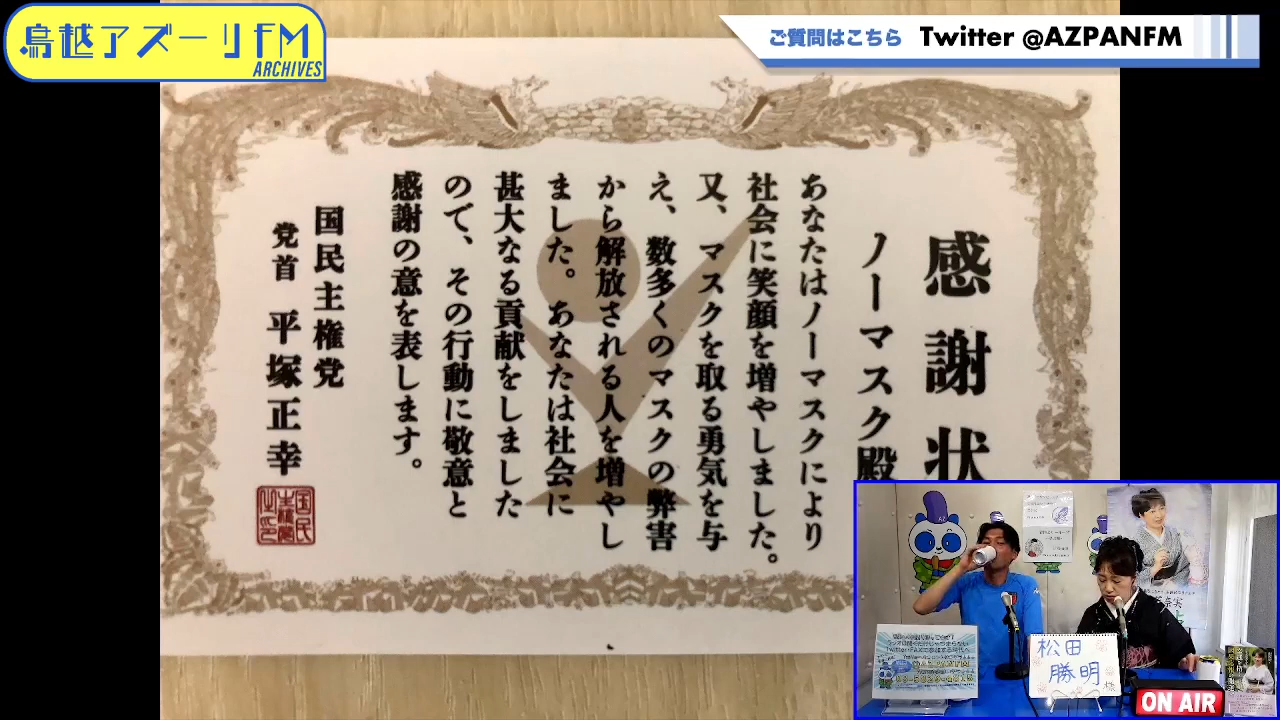 鳥越アズーリFM
ARCHIVES
ご質問はこちら Twitter @AZPANFM
感謝状
ノーマスク殿
あなたはノーマスクにより
社会に笑顔を増やしました。
又、マスクを取る勇気を与
え、数多くのマスクの弊害
から解放される人を増やし
ました。あなたは社会に
甚大なる貢献をしました
ので、その行動に敬意と
感謝の意を表します。
国民主権党
党首 平塚正幸
国民
主権党
之印
松田
勝明
ON AIR